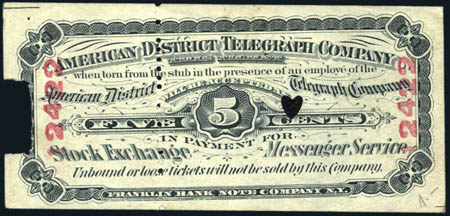 AMERICAN DISTRICT TELEGRAPH COMPANY
when torn from the stub in the presence of an employé of the
American District Telegraph Company
5
FIVE CENTS
IN PAYMENT FOR
Stock Exchange Messenger Service
Unbound or loose tickets will not be sold by this Company.
FRANKLIN BANK NOTE COMPANY N.Y.